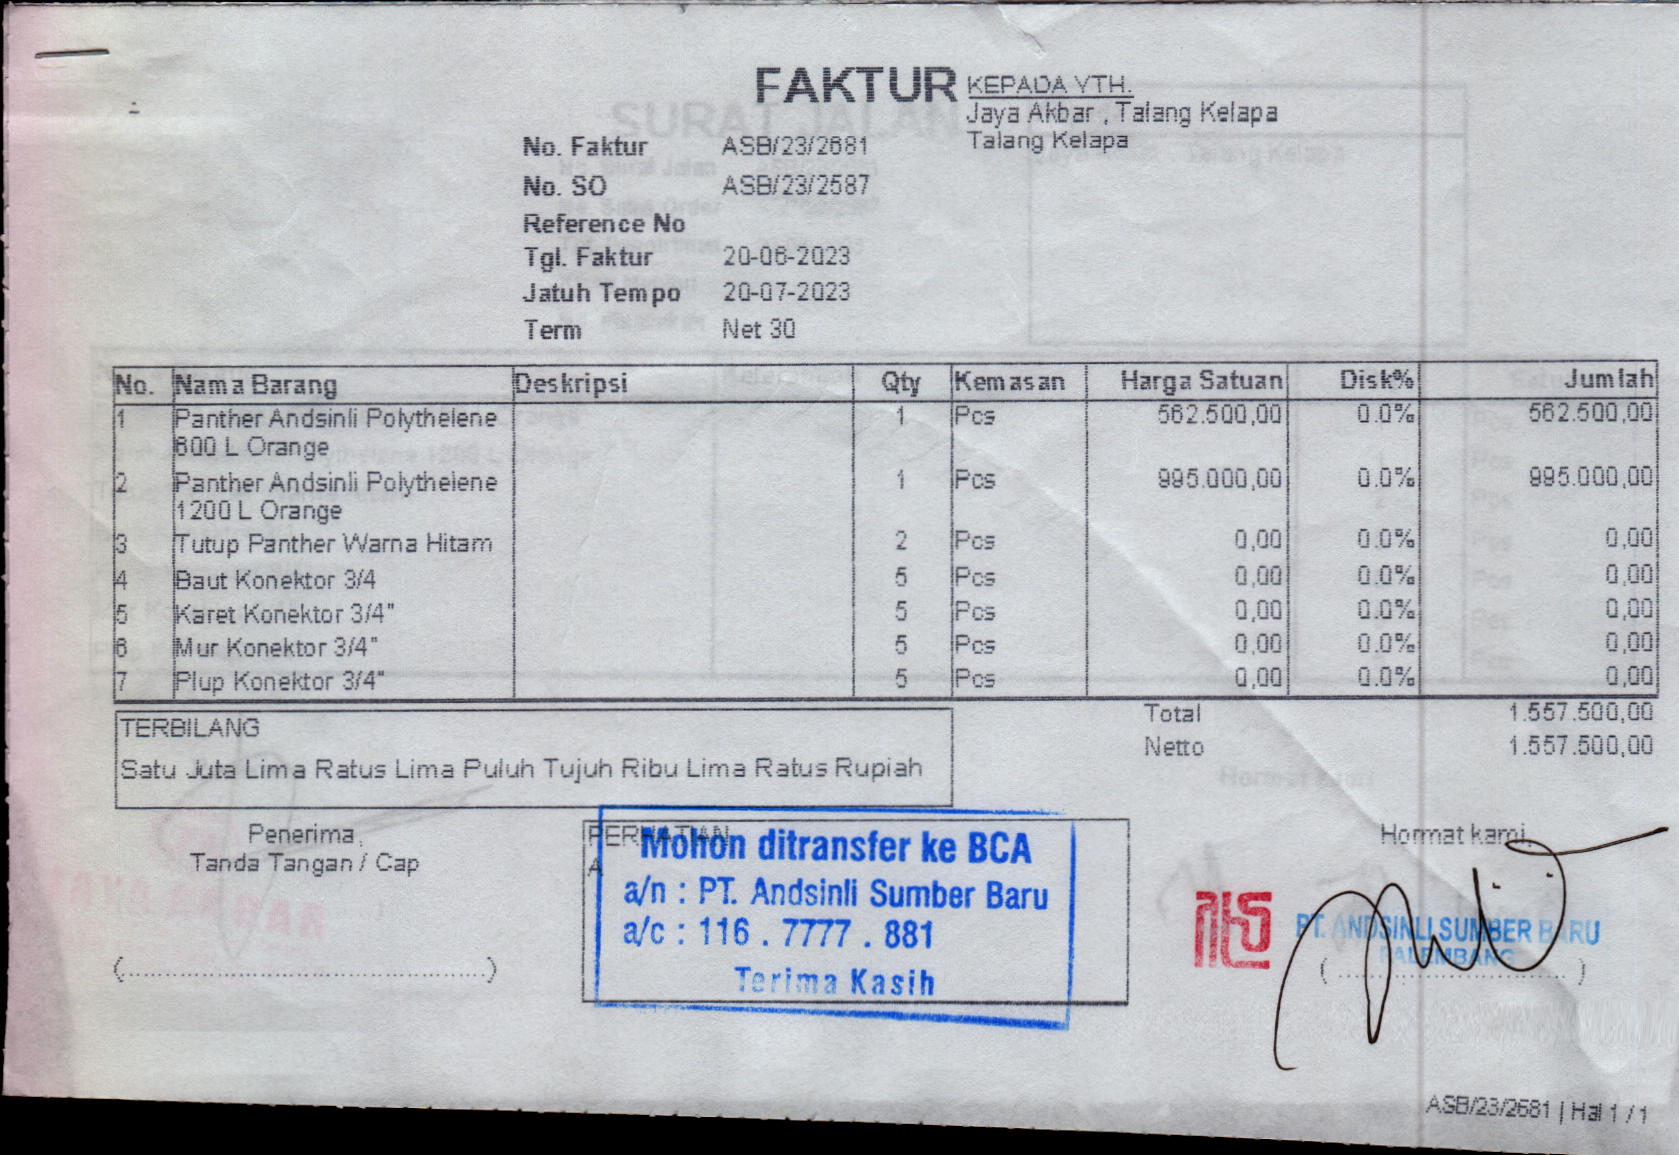 FAKTUR
KEPADA YTH.
Jaya Akbar , Talang Kelapa
Talang Kelapa
No. Faktur ASB/23/2681
No. SO ASB/23/2587
Reference No
Tgl. Faktur 20-06-2023
Jatuh Tempo 20-07-2023
Term Net 30
No. Nama Barang Deskripsi Qty Kemasan Harga Satuan Disk% Jumlah
1 Panther Andsinli Polythelene 1 Pcs 562.500,00 0.0% 562.500,00
600 L Orange
2 Panther Andsinli Polythelene 1 Pcs 995.000,00 0.0% 995.000,00
1200 L Orange
3 Tutup Panther Warna Hitam 2 Pcs 0,00 0.0% 0,00
4 Baut Konektor 3/4 5 Pcs 0,00 0.0% 0,00
5 Karet Konektor 3/4" 5 Pcs 0,00 0.0% 0,00
6 Mur Konektor 3/4" 5 Pcs 0,00 0.0% 0,00
7 Plup Konektor 3/4" 5 Pcs 0,00 0.0% 0,00
Total 1.557.500,00
Netto 1.557.500,00
TERBILANG
Satu Juta Lima Ratus Lima Puluh Tujuh Ribu Lima Ratus Rupiah
Penerima,
Tanda Tangan / Cap
(..................................................)
PERHATIAN
A
Mohon ditransfer ke BCA
a/n : PT. Andsinli Sumber Baru
a/c : 116 . 7777 . 881
Terima Kasih
Hormat kami,
PT. ANDSINLI SUMBER BARU
PALEMBANG
(..................................)
ASB/23/2681 | Hal 1 / 1